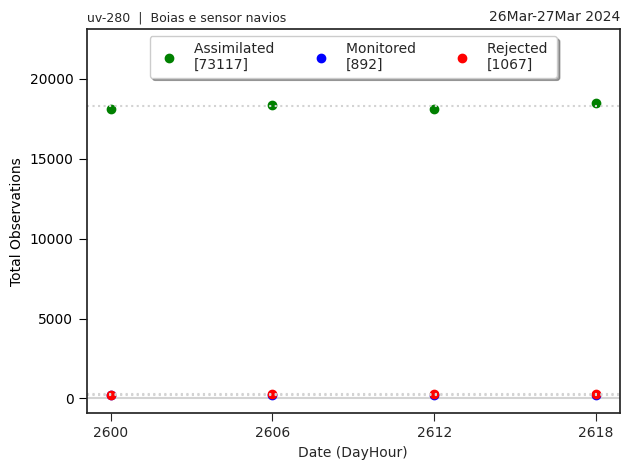 uv-280 | Boias e sensor navios
26Mar-27Mar 2024
Assimilated
[73117]
Monitored
[892]
Rejected
[1067]
Total Observations
20000
15000
10000
5000
0
2600
2606
2612
2618
Date (DayHour)